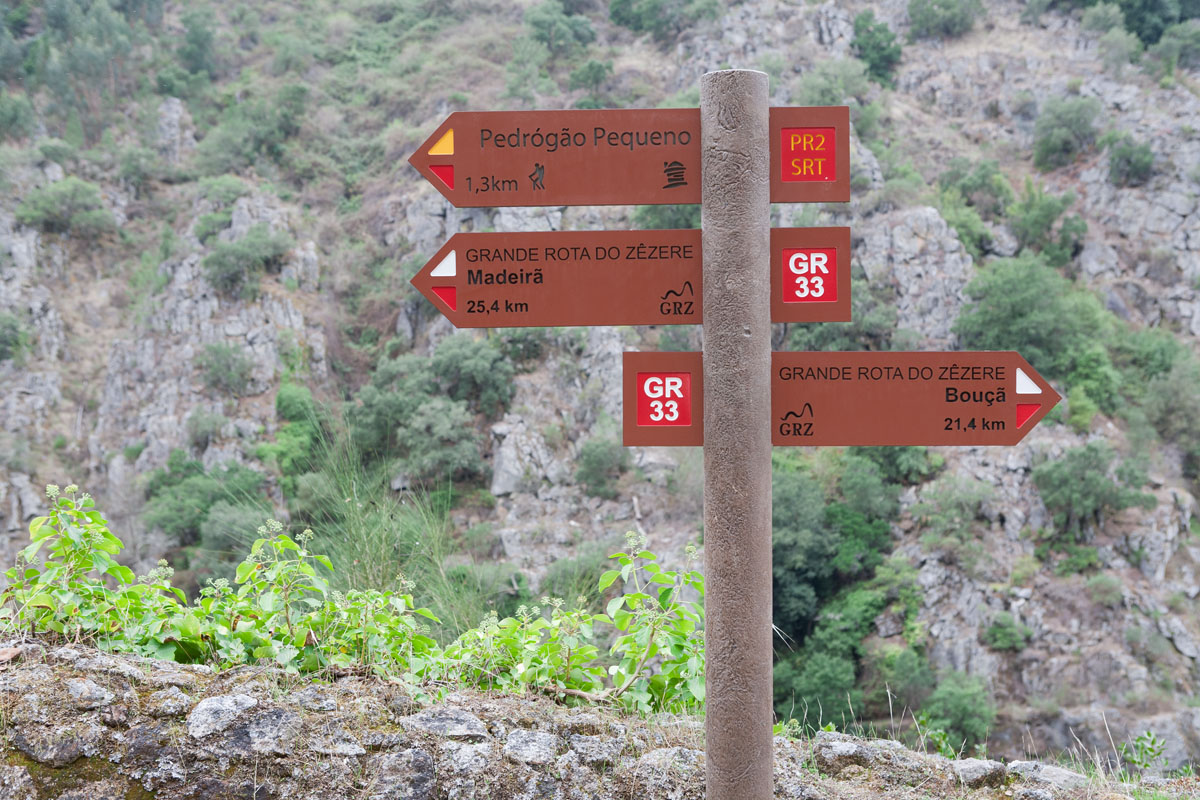 Pedrógão Pequeno
1,3km
PR2
SRT
GRANDE ROTA DO ZÊZERE
Madeirã
25,4 km
GRZ
GR
33
GR
33
GRANDE ROTA DO ZÊZERE
Bouçã
GRZ
21,4 km